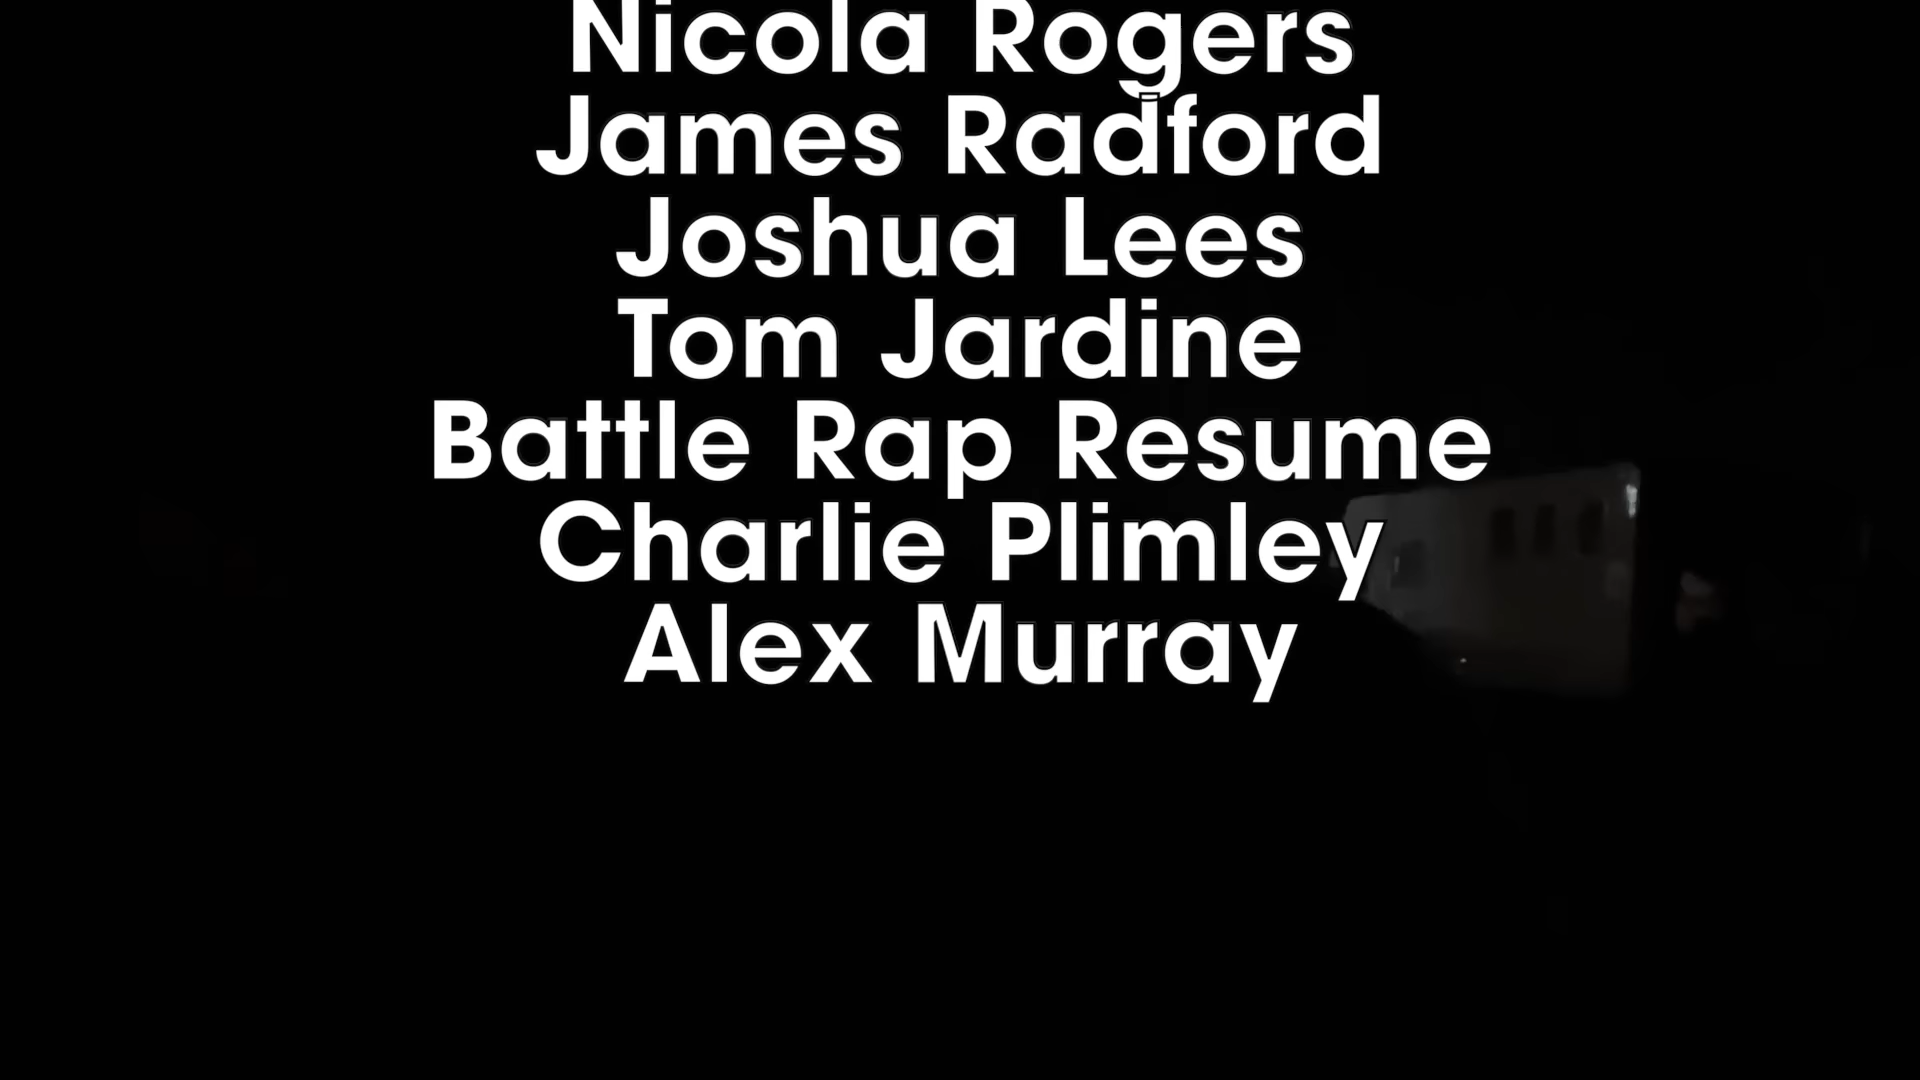 Nicola Rogers
James Radford
Joshua Lees
Tom Jardine
Battle Rap Resume
Charlie Plimley
Alex Murray